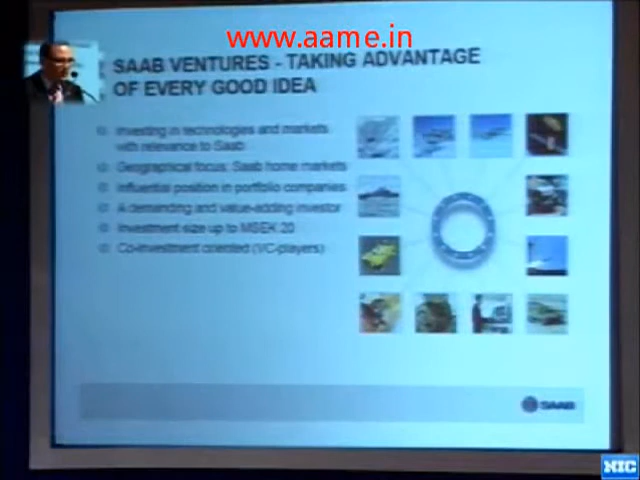 www.aame.in
SAAB VENTURES - TAKING ADVANTAGE
OF EVERY GOOD IDEA
Investing in technologies and markets
with relevance to Saab
Geographical focus: Saab home markets
Influential position in portfolio companies
A demanding and value-adding investor
Investment size up to MSEK 20
Co-investment oriented (VC-players)
SAAB
NIC